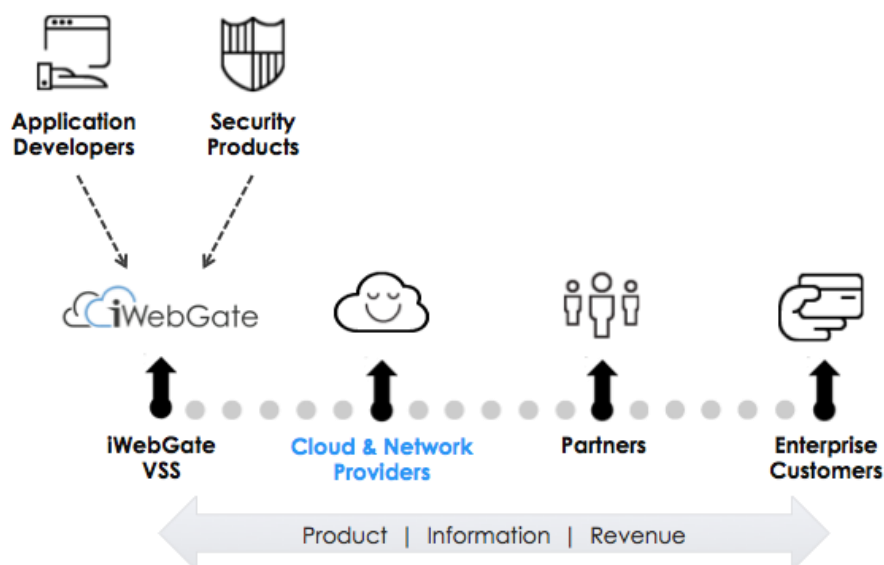 Application
Developers
Security
Products
iWebGate
iWebGate
VSS
Cloud & Network
Providers
Partners
Enterprise
Customers
Product | Information | Revenue